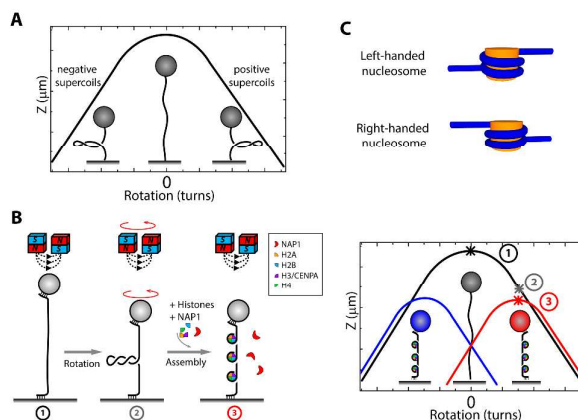 A
negative
supercoils
positive
supercoils
Z (μm)
0
Rotation (turns)
C
Left-handed
nucleosome
Right-handed
nucleosome
B
S N
N S
S N
N S
S N
N S
NAP1
H2A
H2B
H3/CENPA
H4
+ Histones
+ NAP1
Rotation
Assembly
1
2
3
Z (μm)
1
2
3
0
Rotation (turns)